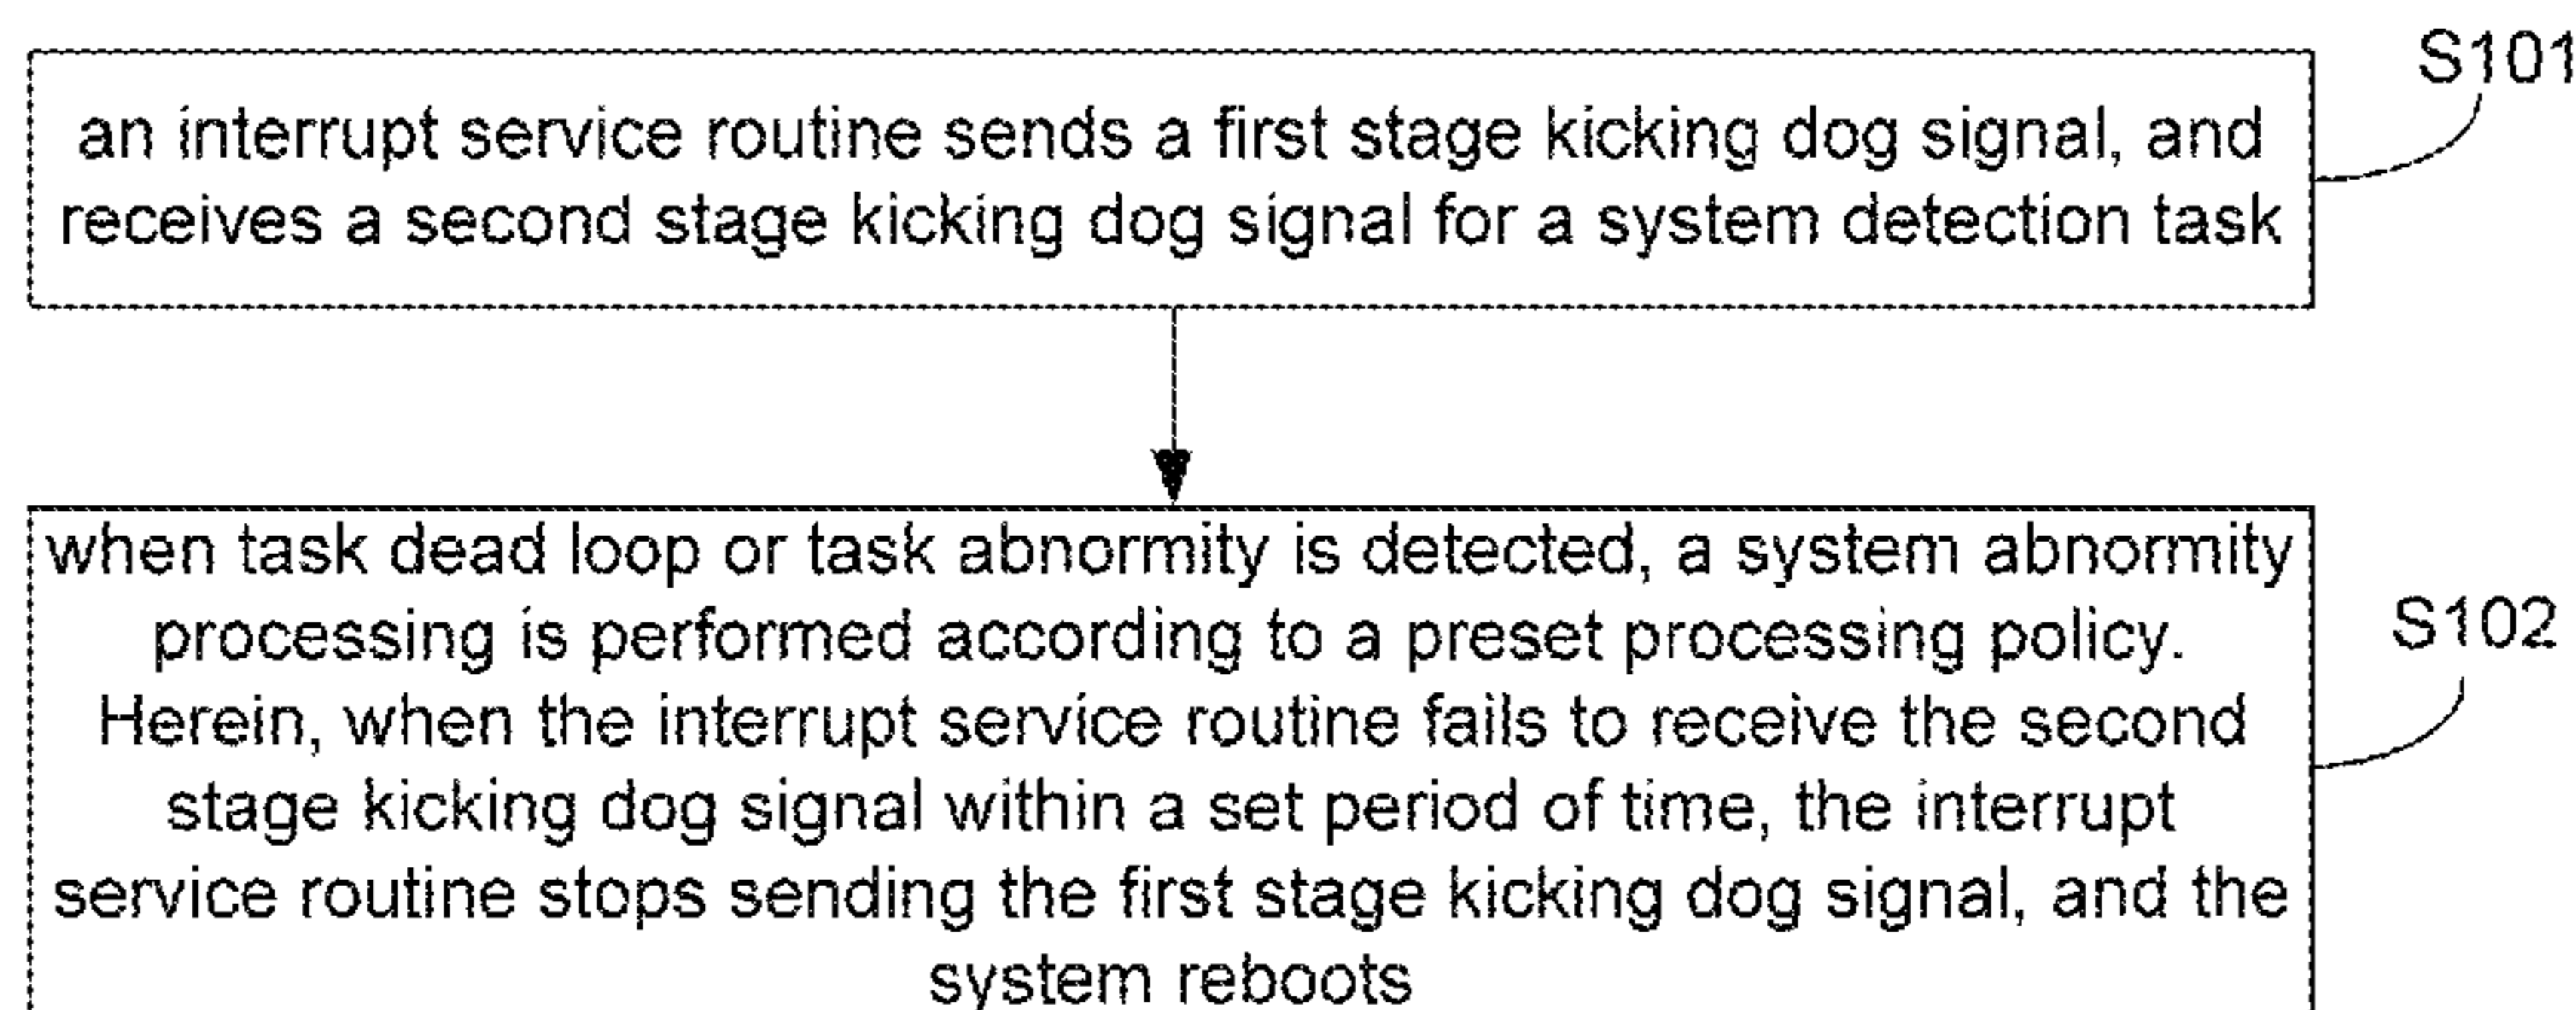 S101
an interrupt service routine sends a first stage kicking dog signal, and
receives a second stage kicking dog signal for a system detection task
when task dead loop or task abnormity is detected, a system abnormity
processing is performed according to a preset processing policy.
S102
Herein, when the interrupt service routine fails to receive the second
stage kicking dog signal within a set period of time, the interrupt
service routine stops sending the first stage kicking dog signal, and the
system reboots